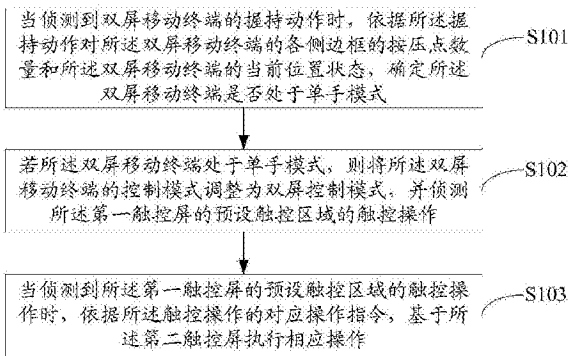 当侦测到双屏移动终端的握持动作时，依据所述握
持动作对所述双屏移动终端的各侧边框的按压点数
量和所述双屏移动终端的当前位置状态，确定所述
双屏移动终端是否处于单手模式
S101
若所述双屏移动终端处于单手模式，则将所述双屏
移动终端的控制模式调整为双屏控制模式，并侦测
所述第一触控屏的预设触控区域的触控操作
S102
当侦测到所述第一触控屏的预设触控区域的触控操
作时，依据所述触控操作的对应操作指令，基于所
述第二触控屏执行相应操作
S103